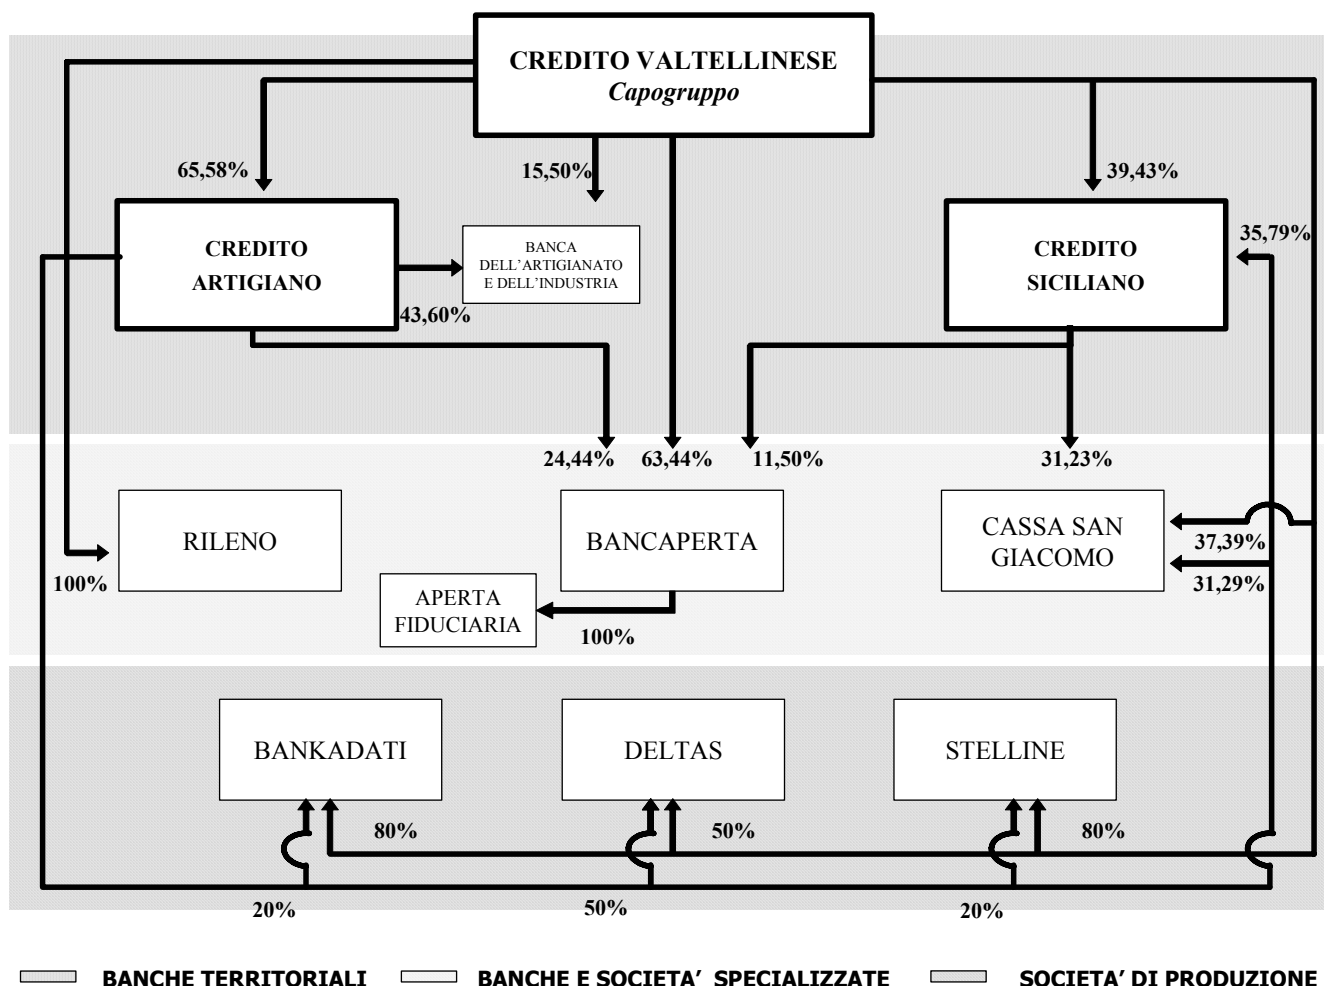 CREDITO VALTELLINESE
Capogruppo
65,58%
15,50%
39,43%
CREDITO
ARTIGIANO
BANCA
DELL'ARTIGIANATO
E DELL'INDUSTRIA
CREDITO
SICILIANO
35,79%
43,60%
24,44%
63,44%
11,50%
31,23%
RILENO
BANCAPERTA
CASSA SAN
GIACOMO
37,39%
31,29%
100%
APERTA
FIDUCIARIA
100%
BANKADATI
DELTAS
STELLINE
80%
50%
80%
20%
50%
20%
BANCHE TERRITORIALI
BANCHE E SOCIETA' SPECIALIZZATE
SOCIETA' DI PRODUZIONE